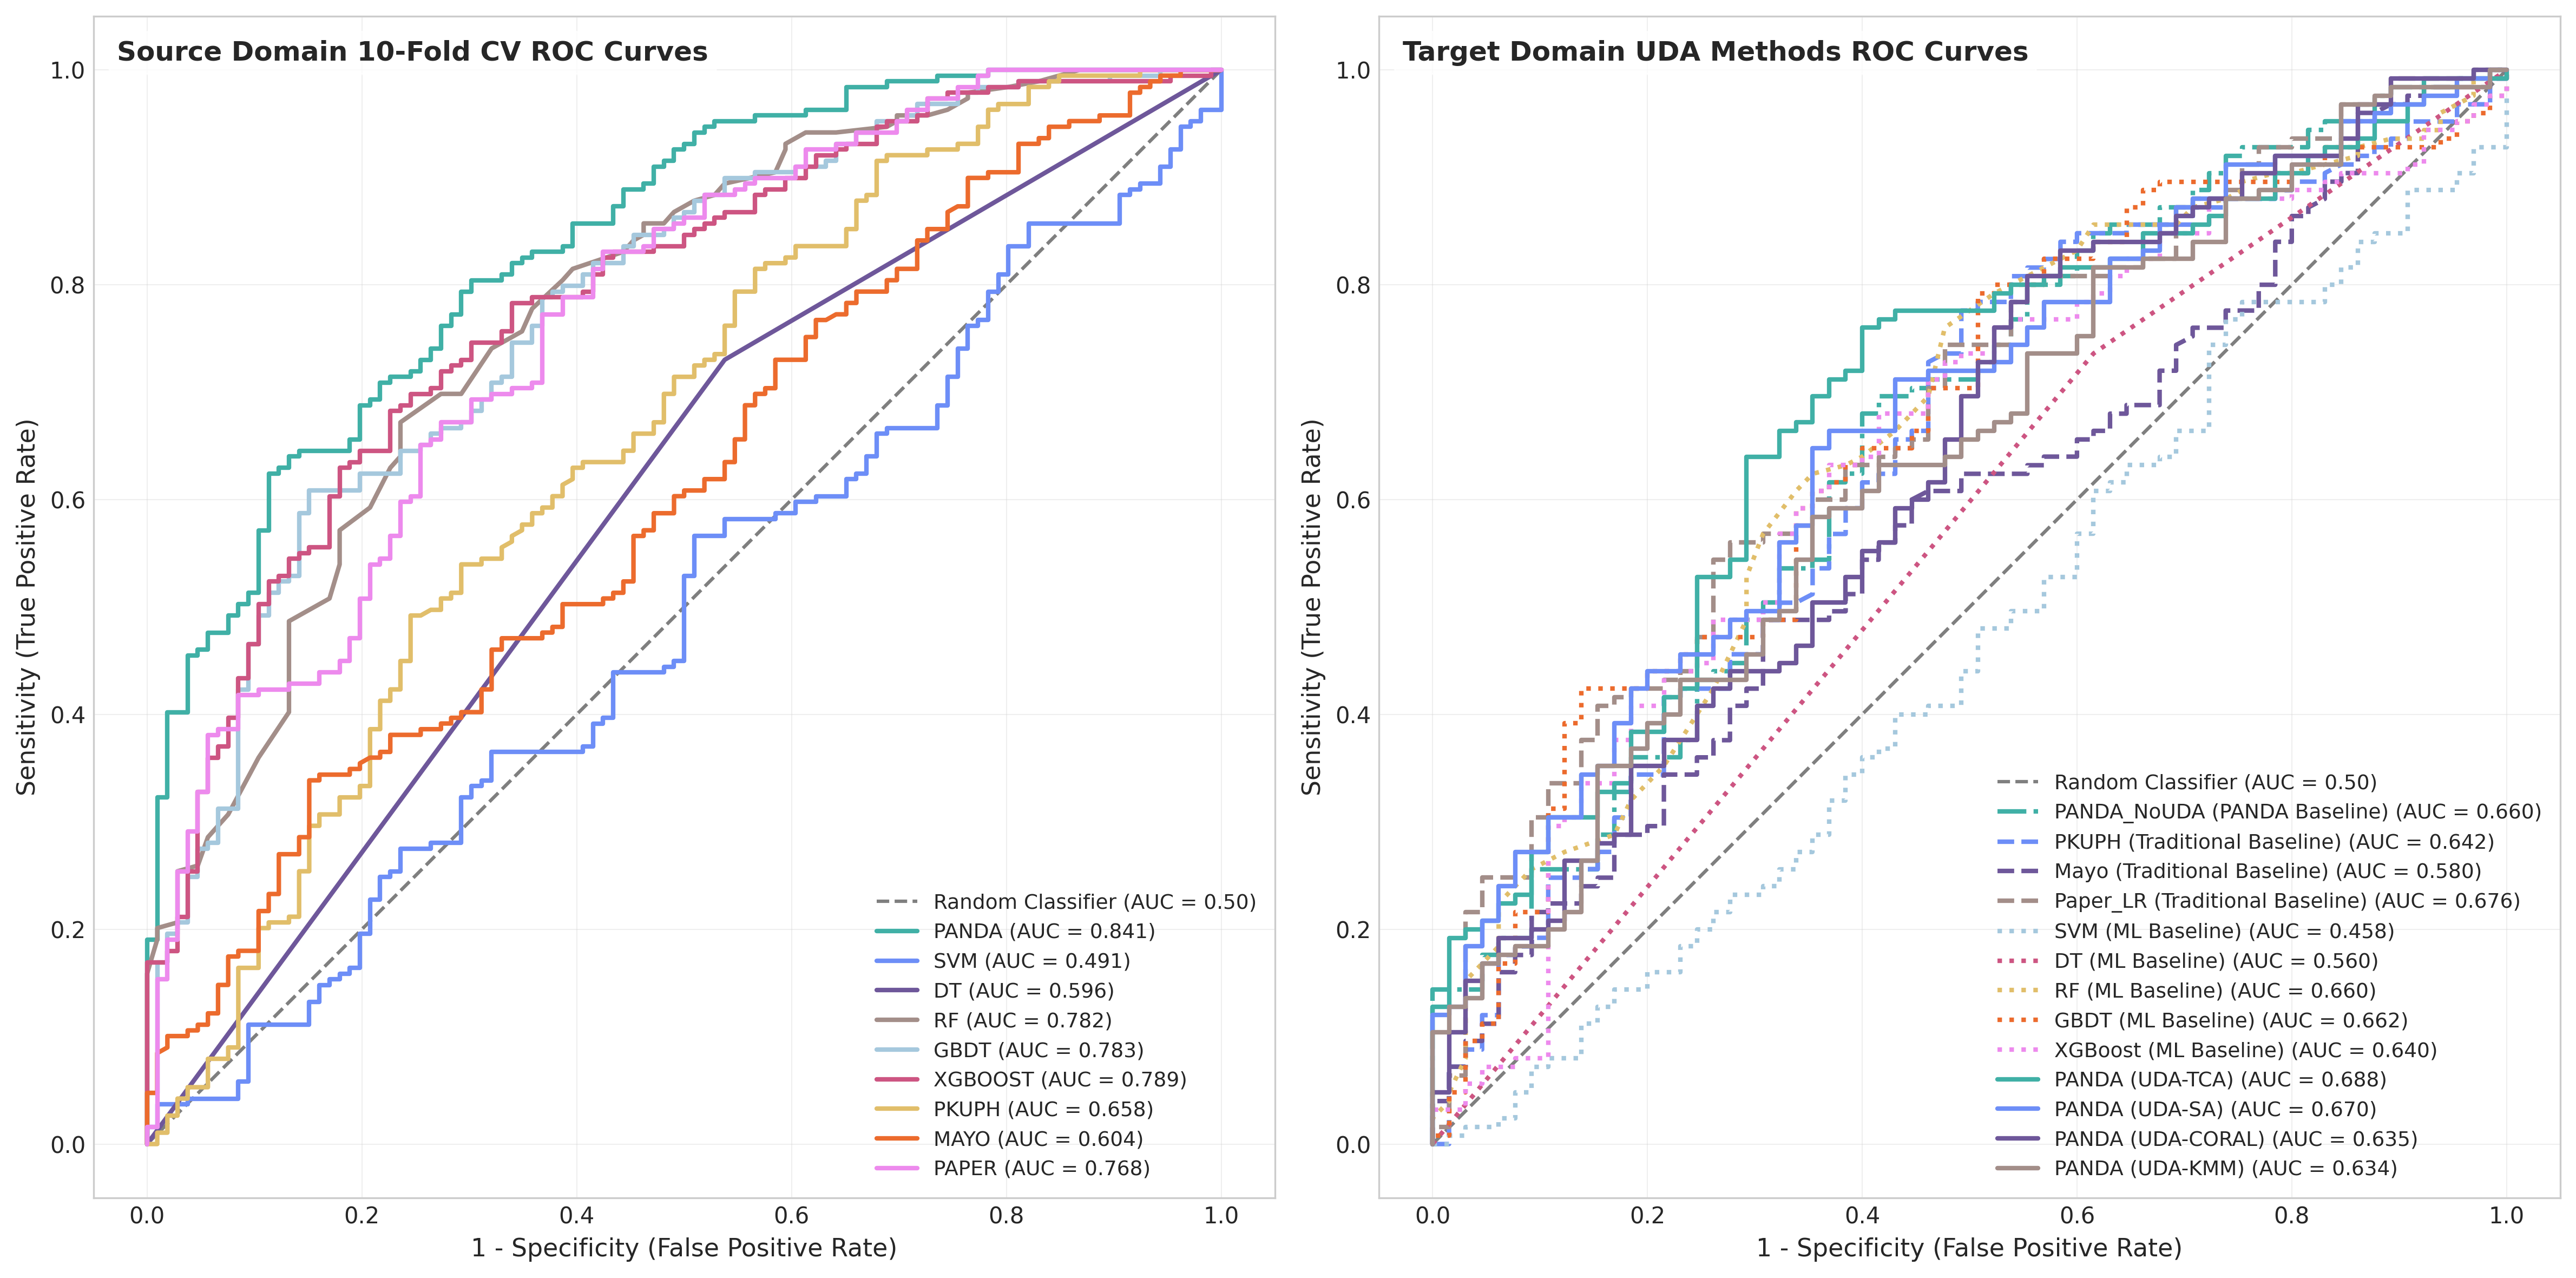 Source Domain 10-Fold CV ROC Curves
Sensitivity (True Positive Rate)
1.0
0.8
0.6
0.4
0.2
0.0
0.0 0.2 0.4 0.6 0.8 1.0
1 - Specificity (False Positive Rate)
Random Classifier (AUC = 0.50)
PANDA (AUC = 0.841)
SVM (AUC = 0.491)
DT (AUC = 0.596)
RF (AUC = 0.782)
GBDT (AUC = 0.783)
XGBOOST (AUC = 0.789)
PKUPH (AUC = 0.658)
MAYO (AUC = 0.604)
PAPER (AUC = 0.768)
Target Domain UDA Methods ROC Curves
Sensitivity (True Positive Rate)
1.0
0.8
0.6
0.4
0.2
0.0
0.0 0.2 0.4 0.6 0.8 1.0
1 - Specificity (False Positive Rate)
Random Classifier (AUC = 0.50)
PANDA_NoUDA (PANDA Baseline) (AUC = 0.660)
PKUPH (Traditional Baseline) (AUC = 0.642)
Mayo (Traditional Baseline) (AUC = 0.580)
Paper_LR (Traditional Baseline) (AUC = 0.676)
SVM (ML Baseline) (AUC = 0.458)
DT (ML Baseline) (AUC = 0.560)
RF (ML Baseline) (AUC = 0.660)
GBDT (ML Baseline) (AUC = 0.662)
XGBoost (ML Baseline) (AUC = 0.640)
PANDA (UDA-TCA) (AUC = 0.688)
PANDA (UDA-SA) (AUC = 0.670)
PANDA (UDA-CORAL) (AUC = 0.635)
PANDA (UDA-KMM) (AUC = 0.634)